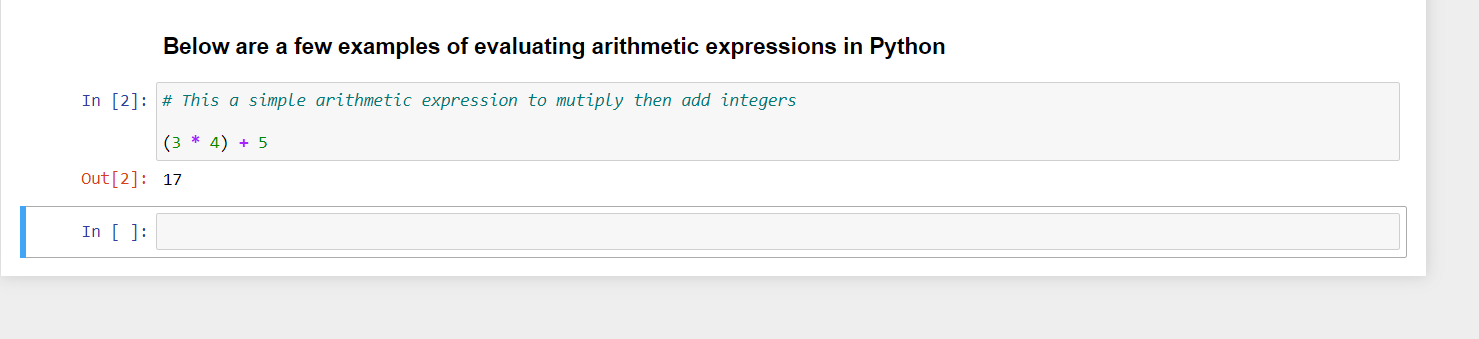 Below are a few examples of evaluating arithmetic expressions in Python
In [2]: # This a simple arithmetic expression to mutiply then add integers
(3 * 4) + 5
Out[2]: 17
In [ ]: